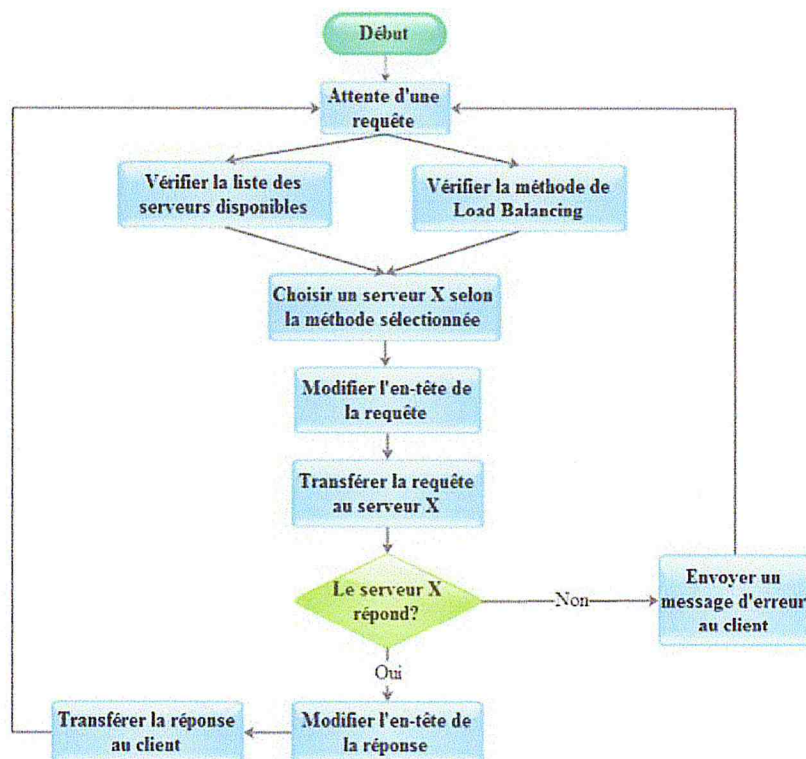 Début
Attente d'une
requête
Vérifier la liste des
serveurs disponibles
Vérifier la méthode de
Load Balancing
Choisir un serveur X selon
la méthode sélectionnée
Modifier l'en-tête de
la requête
Transférer la requête
au serveur X
Le serveur X
répond?
Non
Envoyer un
message d'erreur
au client
Oui
Modifier l'en-tête de
la réponse
Transférer la réponse
au client